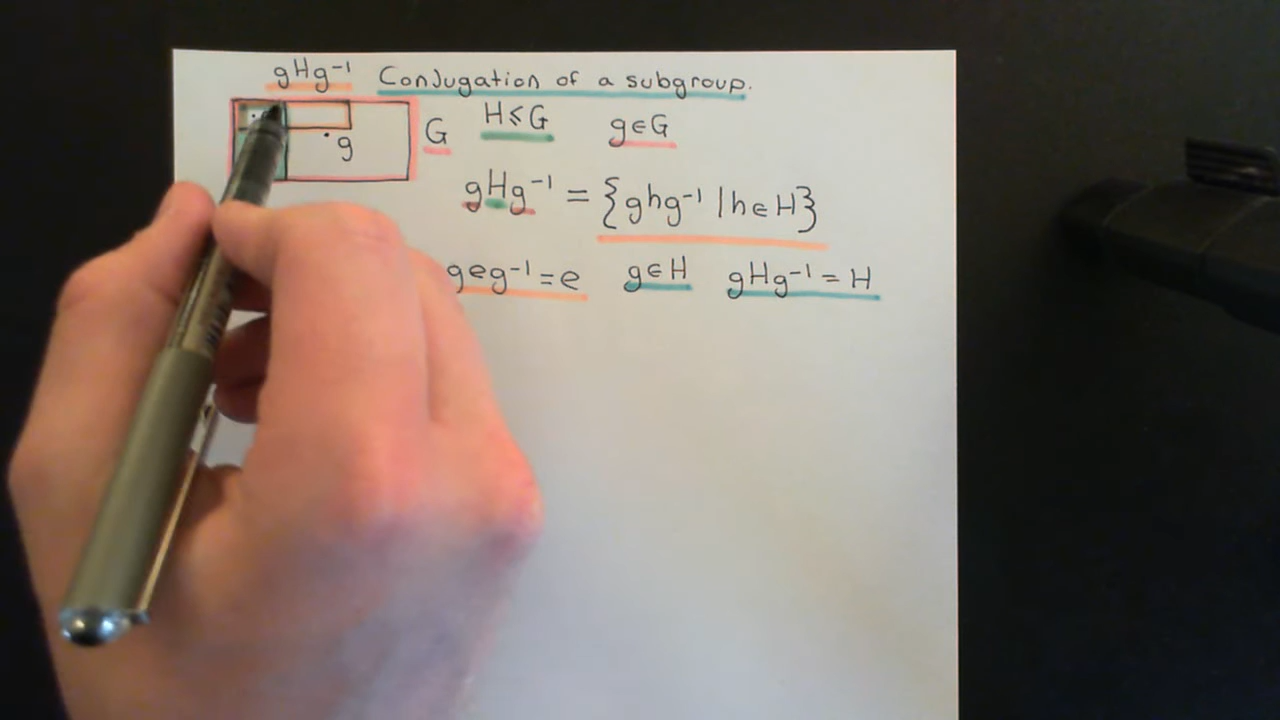 gHg⁻¹ Conjugation of a subgroup.
G H≤G g∈G
g
gHg⁻¹ = {ghg⁻¹ | h∈H}
geg⁻¹ = e g∈H gHg⁻¹ = H